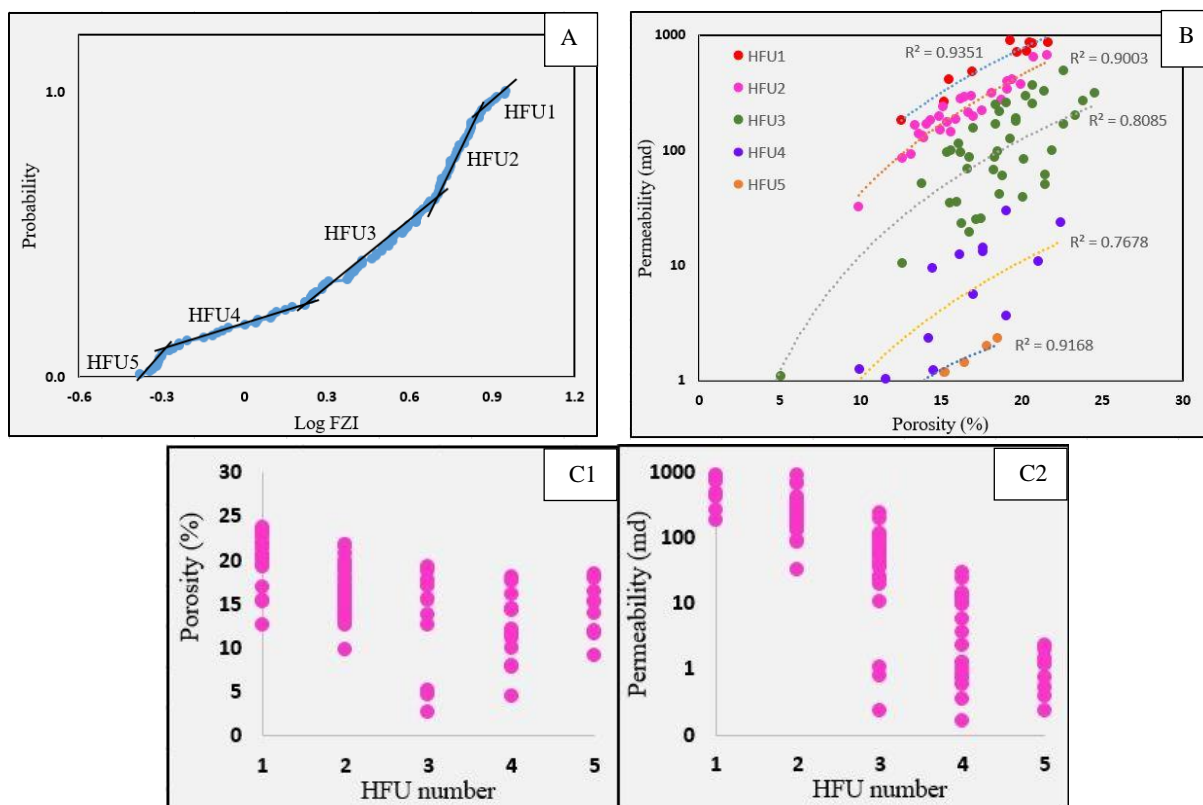 A
1.0
0.0
Probability
HFU1
HFU2
HFU3
HFU4
HFU5
-0.6
-0.3
0
0.3
0.6
0.9
1.2
Log FZI
B
1000
100
10
1
Permeability (md)
HFU1
HFU2
HFU3
HFU4
HFU5
R² = 0.9351
R² = 0.9003
R² = 0.8085
R² = 0.7678
R² = 0.9168
0
5
10
15
20
25
30
Porosity (%)
C1
30
25
20
15
10
5
0
Porosity (%)
1
2
3
4
5
HFU number
C2
1000
100
10
1
0
Permeability (md)
1
2
3
4
5
HFU number